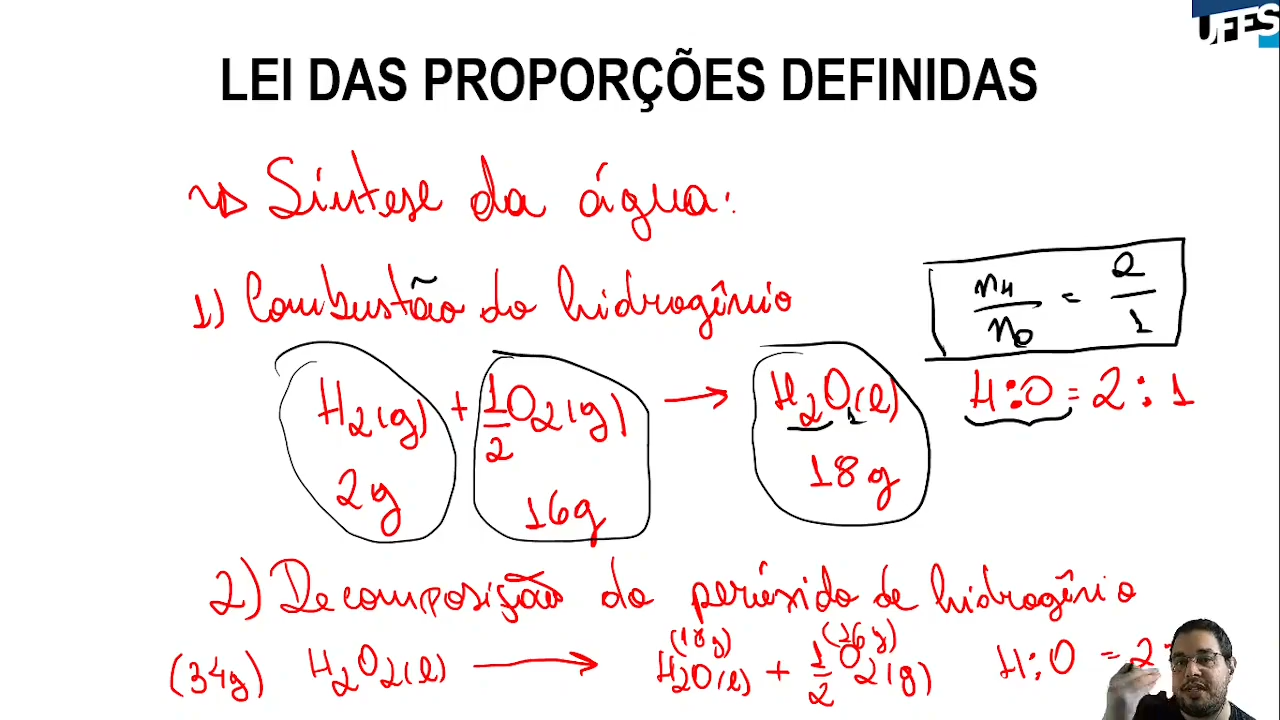 UFES
LEI DAS PROPORÇÕES DEFINIDAS
Síntese da água:
1) Combustão do hidrogênio
nH / nO = 2 / 1
H2(g) + 1/2 O2(g) → H2O(l) H:O = 2:1
2g 16g 18g
2) Decomposição do peróxido de hidrogênio
(18g) (16g)
(34g) H2O2(l) → H2O(l) + 1/2 O2(g) H:O = 2: